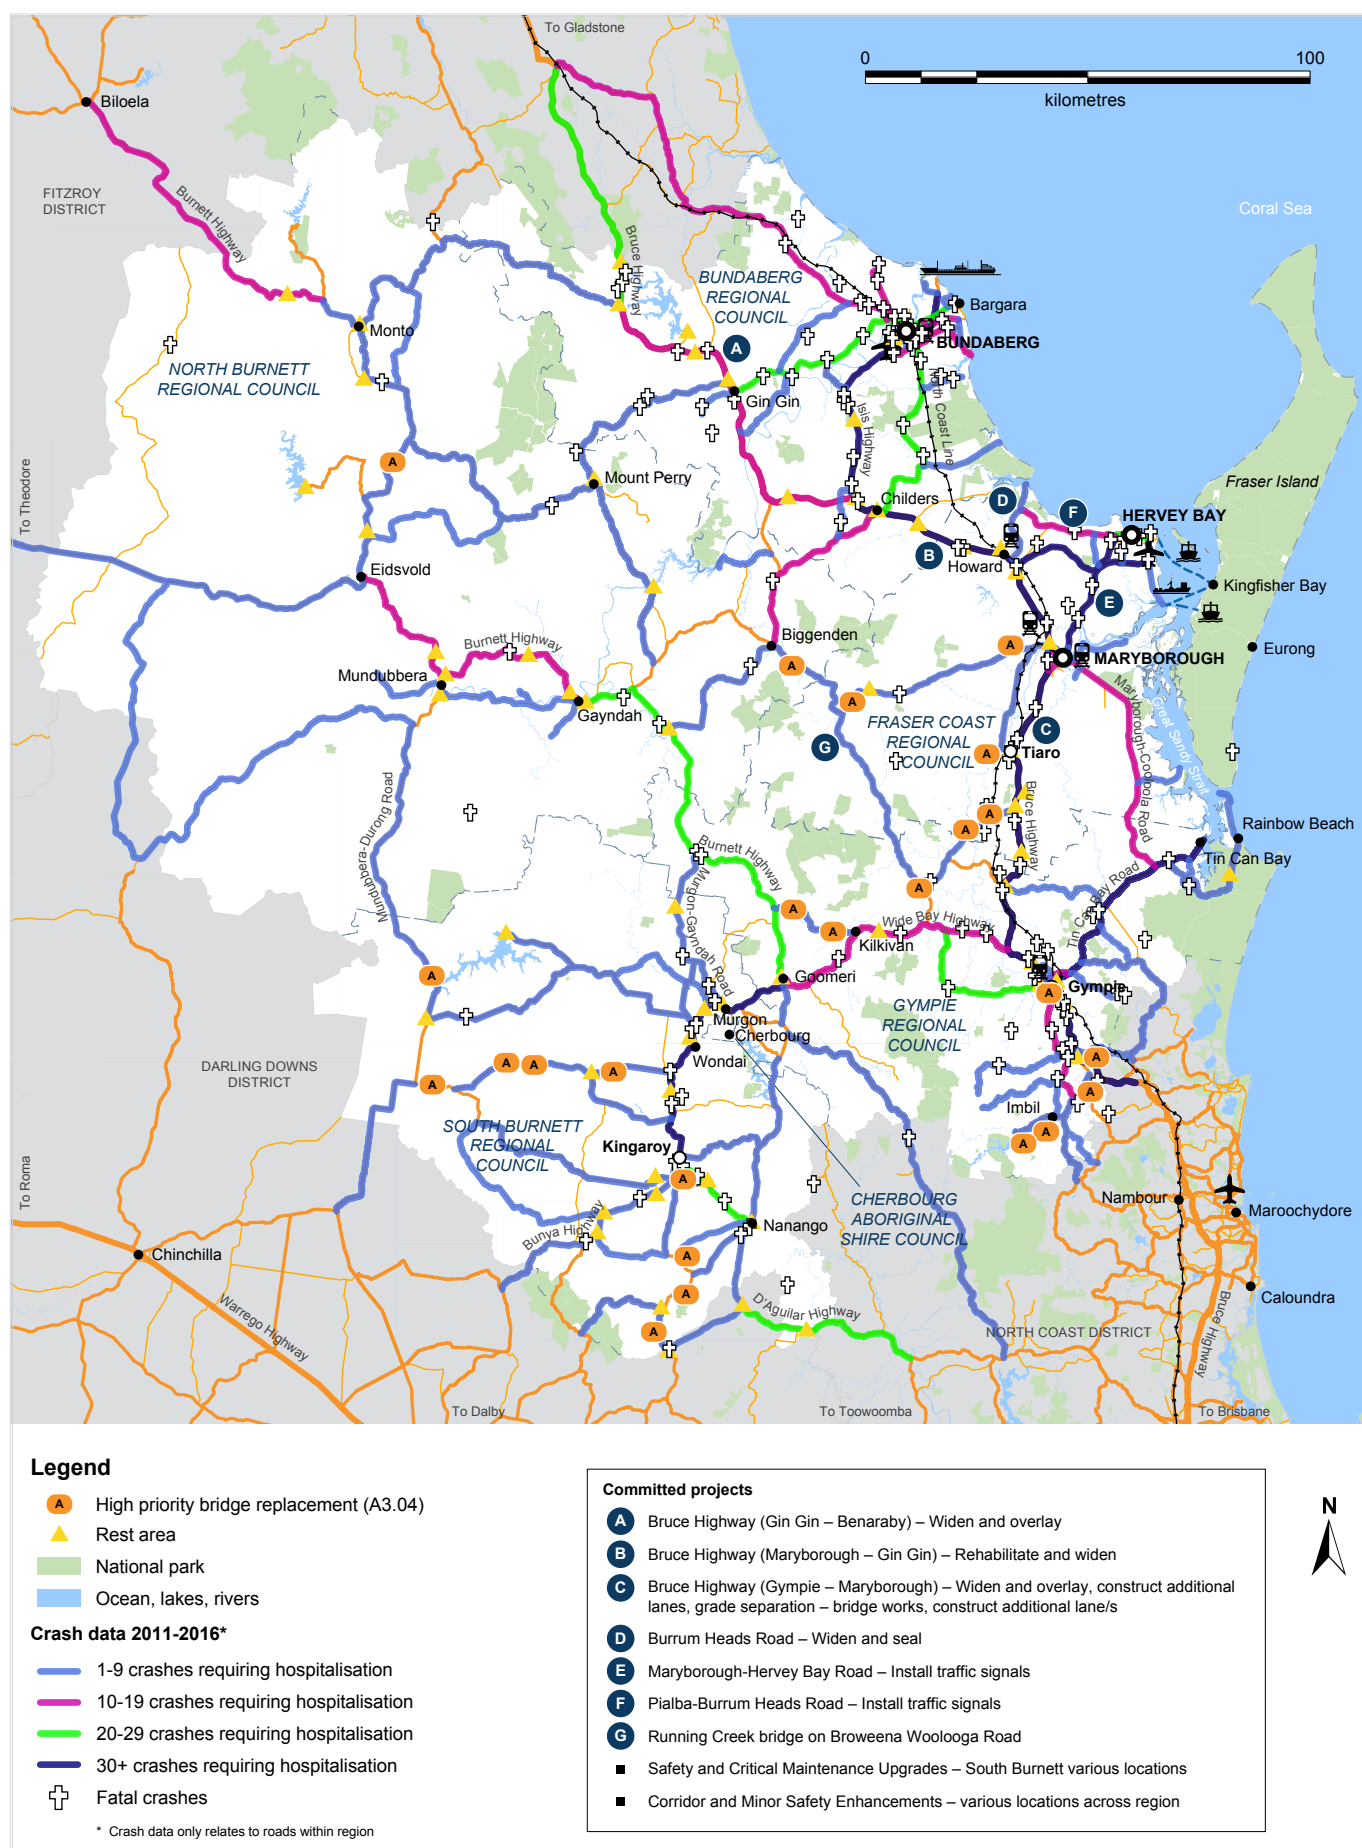 To Gladstone
0
100
kilometres
Biloela
FITZROY
DISTRICT
Burnett Highway
Coral Sea
Bruce Highway
BUNDABERG
REGIONAL
COUNCIL
Bargara
Monto
A
BUNDABERG
NORTH BURNETT
REGIONAL COUNCIL
Gin Gin
Isis Highway
North Coast Line
A
To Theodore
Mount Perry
Fraser Island
Childers
D
F
HERVEY BAY
B
Howard
Eidsvold
Kingfisher Bay
E
Burnett Highway
Biggenden
A
Eurong
A
MARYBOROUGH
Mundubbera
Gayndah
A
Maryborough-Cooloola Road
Great Sandy Strait
FRASER COAST
REGIONAL
COUNCIL
C
G
A
Tiaro
Mundubbera-Durong Road
Bruce Highway
A
A
Rainbow Beach
Tin Can Bay
Burnett Highway
Murgon-Gayndah Road
Tin Can Bay Road
A
A
A
Wide Bay Highway
Kilkivan
A
Goomeri
Gympie
A
GYMPIE
REGIONAL
COUNCIL
Murgon
Cherbourg
Wondai
DARLING DOWNS
DISTRICT
A
A
A
A
A
A
Imbil
A
A
SOUTH BURNETT
REGIONAL
COUNCIL
Kingaroy
A
To Roma
CHERBOURG
ABORIGINAL
SHIRE COUNCIL
Nambour
Maroochydore
Nanango
Bunya Highway
Chinchilla
A
A
Caloundra
Warrego Highway
D'Aguilar Highway
A
NORTH COAST DISTRICT
Bruce Highway
To Dalby
To Toowoomba
To Brisbane
Legend
A High priority bridge replacement (A3.04)
Rest area
National park
Ocean, lakes, rivers
Crash data 2011-2016*
1-9 crashes requiring hospitalisation
10-19 crashes requiring hospitalisation
20-29 crashes requiring hospitalisation
30+ crashes requiring hospitalisation
Fatal crashes
* Crash data only relates to roads within region
Committed projects
A Bruce Highway (Gin Gin – Benaraby) – Widen and overlay
B Bruce Highway (Maryborough – Gin Gin) – Rehabilitate and widen
C Bruce Highway (Gympie – Maryborough) – Widen and overlay, construct additional
lanes, grade separation – bridge works, construct additional lane/s
D Burrum Heads Road – Widen and seal
E Maryborough-Hervey Bay Road – Install traffic signals
F Pialba-Burrum Heads Road – Install traffic signals
G Running Creek bridge on Broweena Woolooga Road
■ Safety and Critical Maintenance Upgrades – South Burnett various locations
■ Corridor and Minor Safety Enhancements – various locations across region
N